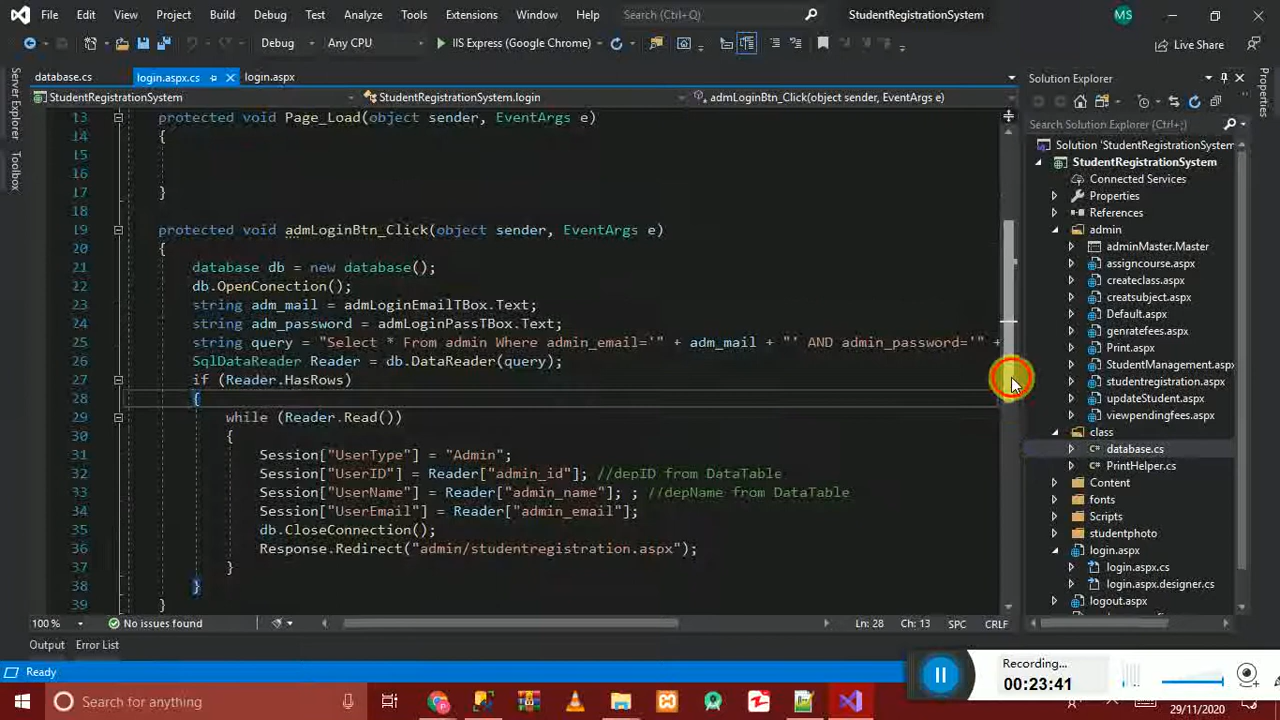 File Edit View Project Build Debug Test Analyze Tools Extensions Window Help Search (Ctrl+Q) StudentRegistrationSystem MS
Debug Any CPU IIS Express (Google Chrome) Live Share
database.cs login.aspx.cs login.aspx
StudentRegistrationSystem StudentRegistrationSystem.login admLoginBtn_Click(object sender, EventArgs e)
13 protected void Page_Load(object sender, EventArgs e)
14 {
15
16
17 }
18
19 protected void admLoginBtn_Click(object sender, EventArgs e)
20 {
21 database db = new database();
22 db.OpenConection();
23 string adm_mail = admLoginEmailTBox.Text;
24 string adm_password = admLoginPassTBox.Text;
25 string query = "Select * From admin Where admin_email='" + adm_mail + "' AND admin_password='" +
26 SqlDataReader Reader = db.DataReader(query);
27 if (Reader.HasRows)
28 {
29 while (Reader.Read())
30 {
31 Session["UserType"] = "Admin";
32 Session["UserID"] = Reader["admin_id"]; //depID from DataTable
33 Session["UserName"] = Reader["admin_name"]; ; //depName from DataTable
34 Session["UserEmail"] = Reader["admin_email"];
35 db.CloseConnection();
36 Response.Redirect("admin/studentregistration.aspx");
37 }
38 }
39 }
100 % No issues found Ln: 28 Ch: 13 SPC CRLF
Output Error List
Ready
Server Explorer
Toolbox
Solution Explorer
Search Solution Explorer (Ctrl+;)
Solution 'StudentRegistrationSystem
StudentRegistrationSystem
Connected Services
Properties
References
admin
adminMaster.Master
assigncourse.aspx
createclass.aspx
creatsubject.aspx
Default.aspx
genratefees.aspx
Print.aspx
StudentManagement.aspx
studentregistration.aspx
updateStudent.aspx
viewpendingfees.aspx
class
database.cs
PrintHelper.cs
Content
fonts
Scripts
studentphoto
login.aspx
login.aspx.cs
login.aspx.designer.cs
logout.aspx
Properties
Recording...
00:23:41
Search for anything
29/11/2020